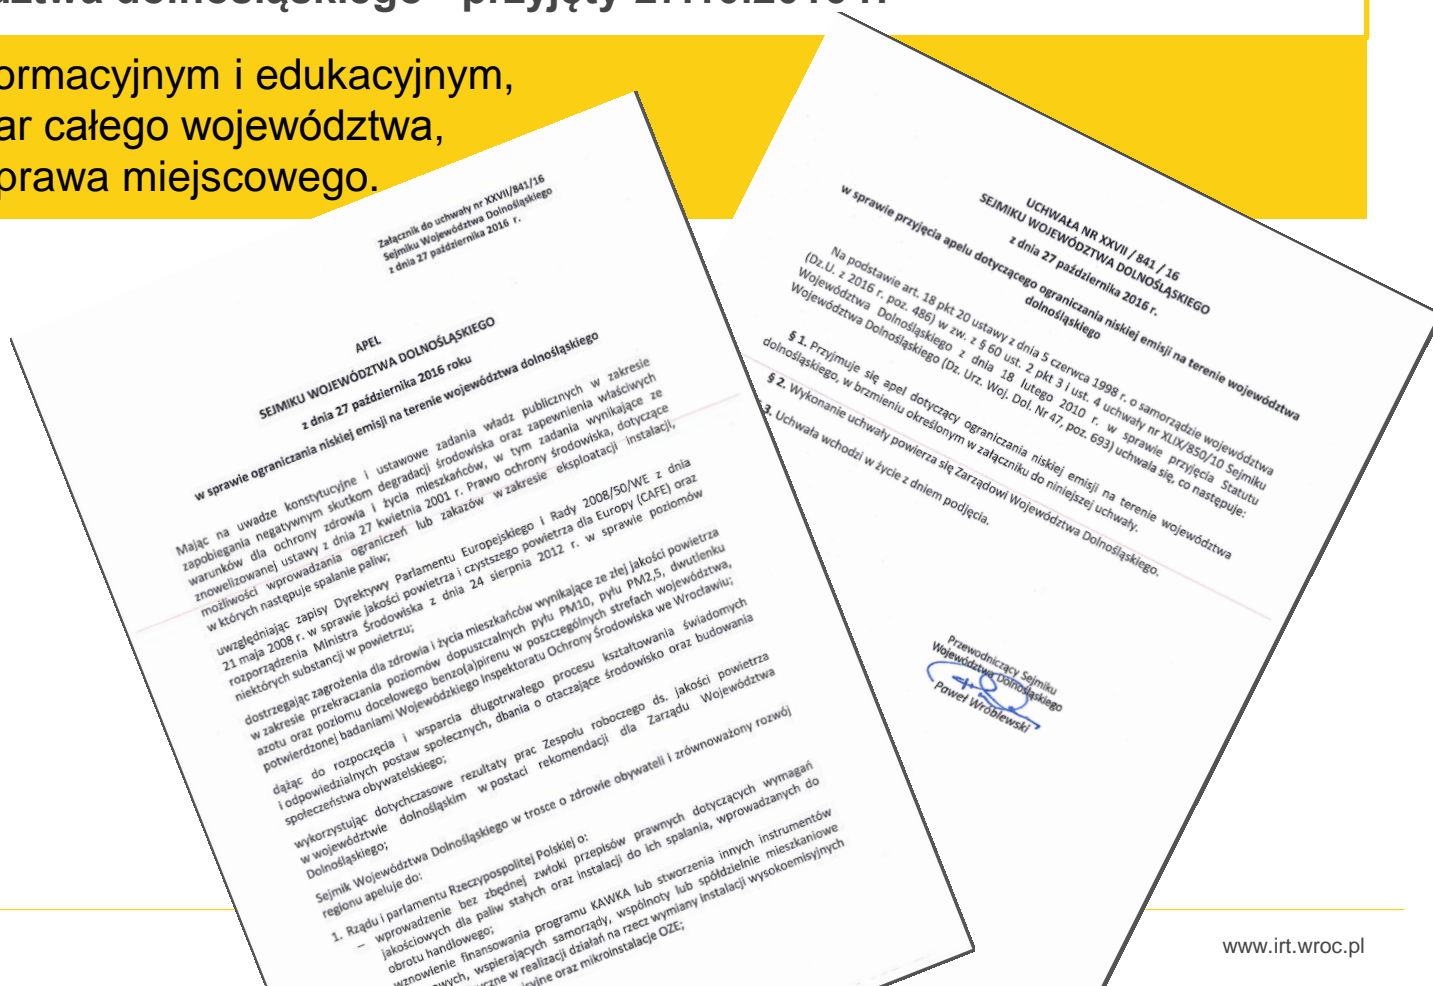 dztwa dolnośląskiego - przyjęty 27.10.2016 r.
ormacyjnym i edukacyjnym,
ar całego województwa,
prawa miejscowego.
Załącznik do uchwały nr XXVII/841/16
Sejmiku Województwa Dolnośląskiego
z dnia 27 października 2016 r.
APEL
SEJMIKU WOJEWÓDZTWA DOLNOŚLĄSKIEGO
z dnia 27 października 2016 roku
w sprawie ograniczania niskiej emisji na terenie województwa dolnośląskiego
Mając na uwadze konstytucyjne i ustawowe zadania władz publicznych w zakresie
zapobiegania negatywnym skutkom degradacji środowiska oraz zapewnienia właściwych
warunków dla ochrony zdrowia i życia mieszkańców, w tym zadania wynikające ze
znowelizowanej ustawy z dnia 27 kwietnia 2001 r. Prawo ochrony środowiska, dotyczące
możliwości wprowadzania ograniczeń lub zakazów w zakresie eksploatacji instalacji,
w których następuje spalanie paliw;
uwzględniając zapisy Dyrektywy Parlamentu Europejskiego i Rady 2008/50/WE z dnia
21 maja 2008 r. w sprawie jakości powietrza i czystszego powietrza dla Europy (CAFE) oraz
rozporządzenia Ministra Środowiska z dnia 24 sierpnia 2012 r. w sprawie poziomów
niektórych substancji w powietrzu;
dostrzegając zagrożenia dla zdrowia i życia mieszkańców wynikające ze złej jakości powietrza
w zakresie przekraczania poziomów dopuszczalnych pyłu PM10, pyłu PM2,5, dwutlenku
azotu oraz poziomu docelowego benzo(a)pirenu w poszczególnych strefach województwa,
potwierdzonej badaniami Wojewódzkiego Inspektoratu Ochrony Środowiska we Wrocławiu;
dążąc do rozpoczęcia i wsparcia długotrwałego procesu kształtowania świadomych
i odpowiedzialnych postaw społecznych, dbania o otaczające środowisko oraz budowania
społeczeństwa obywatelskiego;
wykorzystując dotychczasowe rezultaty prac Zespołu roboczego ds. jakości powietrza
w województwie dolnośląskim w postaci rekomendacji dla Zarządu Województwa
Dolnośląskiego;
Sejmik Województwa Dolnośląskiego w trosce o zdrowie obywateli i zrównoważony rozwój
regionu apeluje do:
1. Rządu i parlamentu Rzeczypospolitej Polskiej o:
– wprowadzenie bez zbędnej zwłoki przepisów prawnych dotyczących wymagań
jakościowych dla paliw stałych oraz instalacji do ich spalania, wprowadzanych do
obrotu handlowego;
wznowienie finansowania programu KAWKA lub stworzenia innych instrumentów
wspierających samorządy, wspólnoty lub spółdzielnie mieszkaniowe
w realizacji działań na rzecz wymiany instalacji wysokoemisyjnych
oraz mikroinstalacje OZE;
UCHWAŁA NR XXVII / 841 / 16
SEJMIKU WOJEWÓDZTWA DOLNOŚLĄSKIEGO
z dnia 27 października 2016 r.
w sprawie przyjęcia apelu dotyczącego ograniczania niskiej emisji na terenie województwa
dolnośląskiego
Na podstawie art. 18 pkt 20 ustawy z dnia 5 czerwca 1998 r. o samorządzie województwa
(Dz.U. z 2016 r. poz. 486) w zw. z § 60 ust. 2 pkt 3 i ust. 4 uchwały nr XLIX/850/10 Sejmiku
Województwa Dolnośląskiego z dnia 18 lutego 2010 r. w sprawie przyjęcia Statutu
Województwa Dolnośląskiego (Dz. Urz. Woj. Dol. Nr 47, poz. 693) uchwala się, co następuje:
§ 1. Przyjmuje się apel dotyczący ograniczania niskiej emisji na terenie województwa
dolnośląskiego, w brzmieniu określonym w załączniku do niniejszej uchwały.
§ 2. Wykonanie uchwały powierza się Zarządowi Województwa Dolnośląskiego.
3. Uchwała wchodzi w życie z dniem podjęcia.
Przewodniczący Sejmiku
Województwa Dolnośląskiego
Paweł Wróblewski
www.irt.wroc.pl